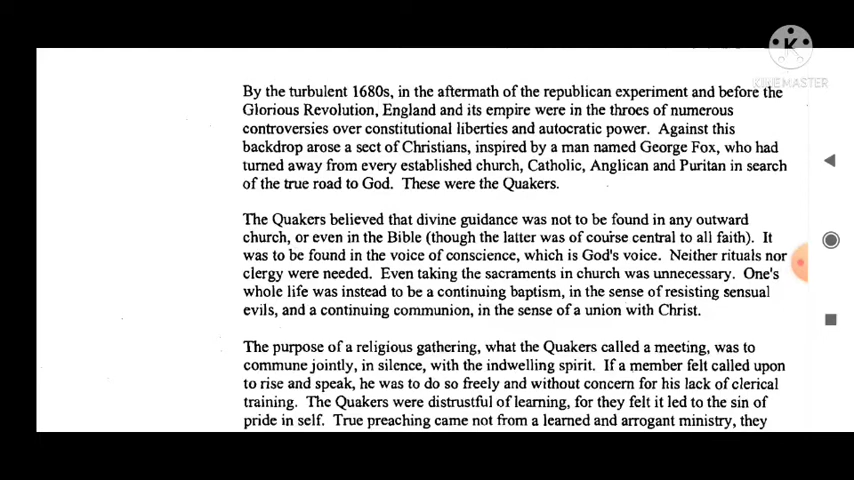 K
KINEMASTER
By the turbulent 1680s, in the aftermath of the republican experiment and before the
Glorious Revolution, England and its empire were in the throes of numerous
controversies over constitutional liberties and autocratic power. Against this
backdrop arose a sect of Christians, inspired by a man named George Fox, who had
turned away from every established church, Catholic, Anglican and Puritan in search
of the true road to God. These were the Quakers.
The Quakers believed that divine guidance was not to be found in any outward
church, or even in the Bible (though the latter was of course central to all faith). It
was to be found in the voice of conscience, which is God's voice. Neither rituals nor
clergy were needed. Even taking the sacraments in church was unnecessary. One's
whole life was instead to be a continuing baptism, in the sense of resisting sensual
evils, and a continuing communion, in the sense of a union with Christ.
The purpose of a religious gathering, what the Quakers called a meeting, was to
commune jointly, in silence, with the indwelling spirit. If a member felt called upon
to rise and speak, he was to do so freely and without concern for his lack of clerical
training. The Quakers were distrustful of learning, for they felt it led to the sin of
pride in self. True preaching came not from a learned and arrogant ministry, they